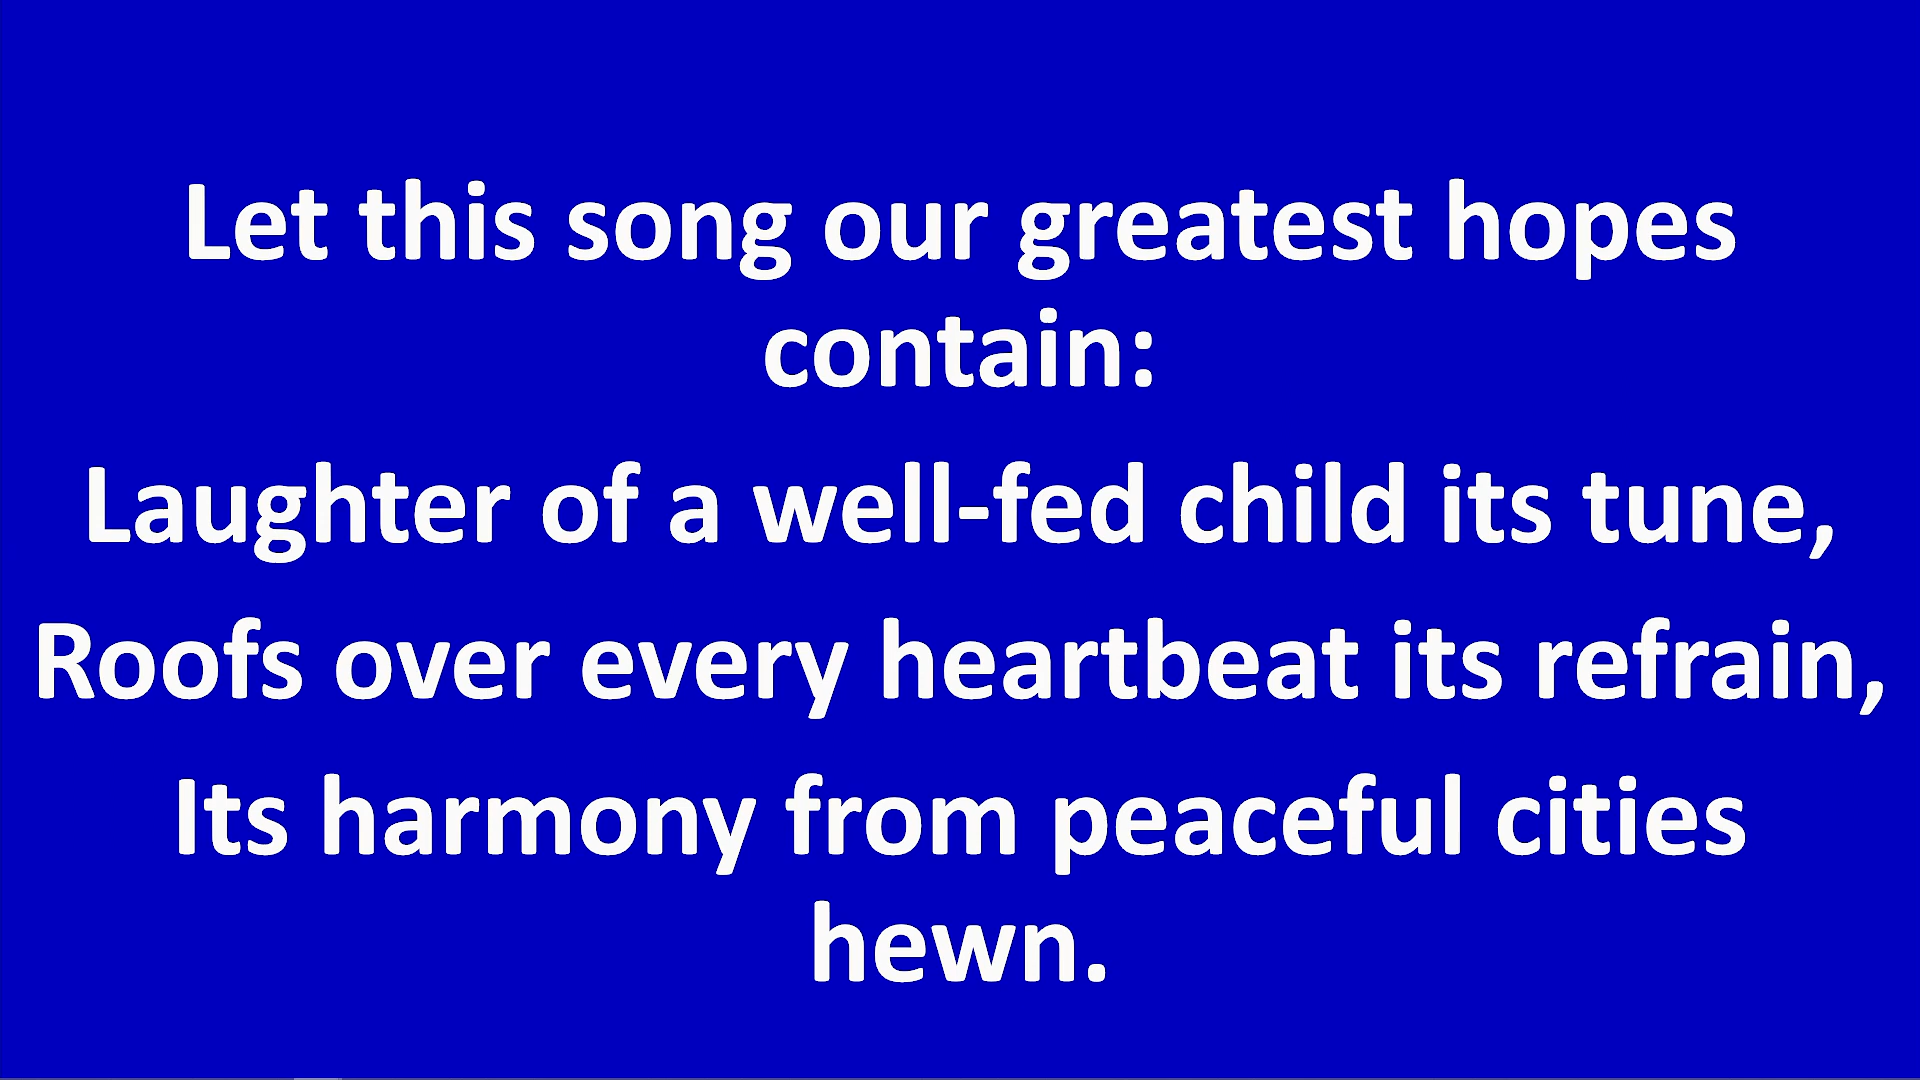 Let this song our greatest hopes
contain:
Laughter of a well-fed child its tune,
Roofs over every heartbeat its refrain,
Its harmony from peaceful cities
hewn.